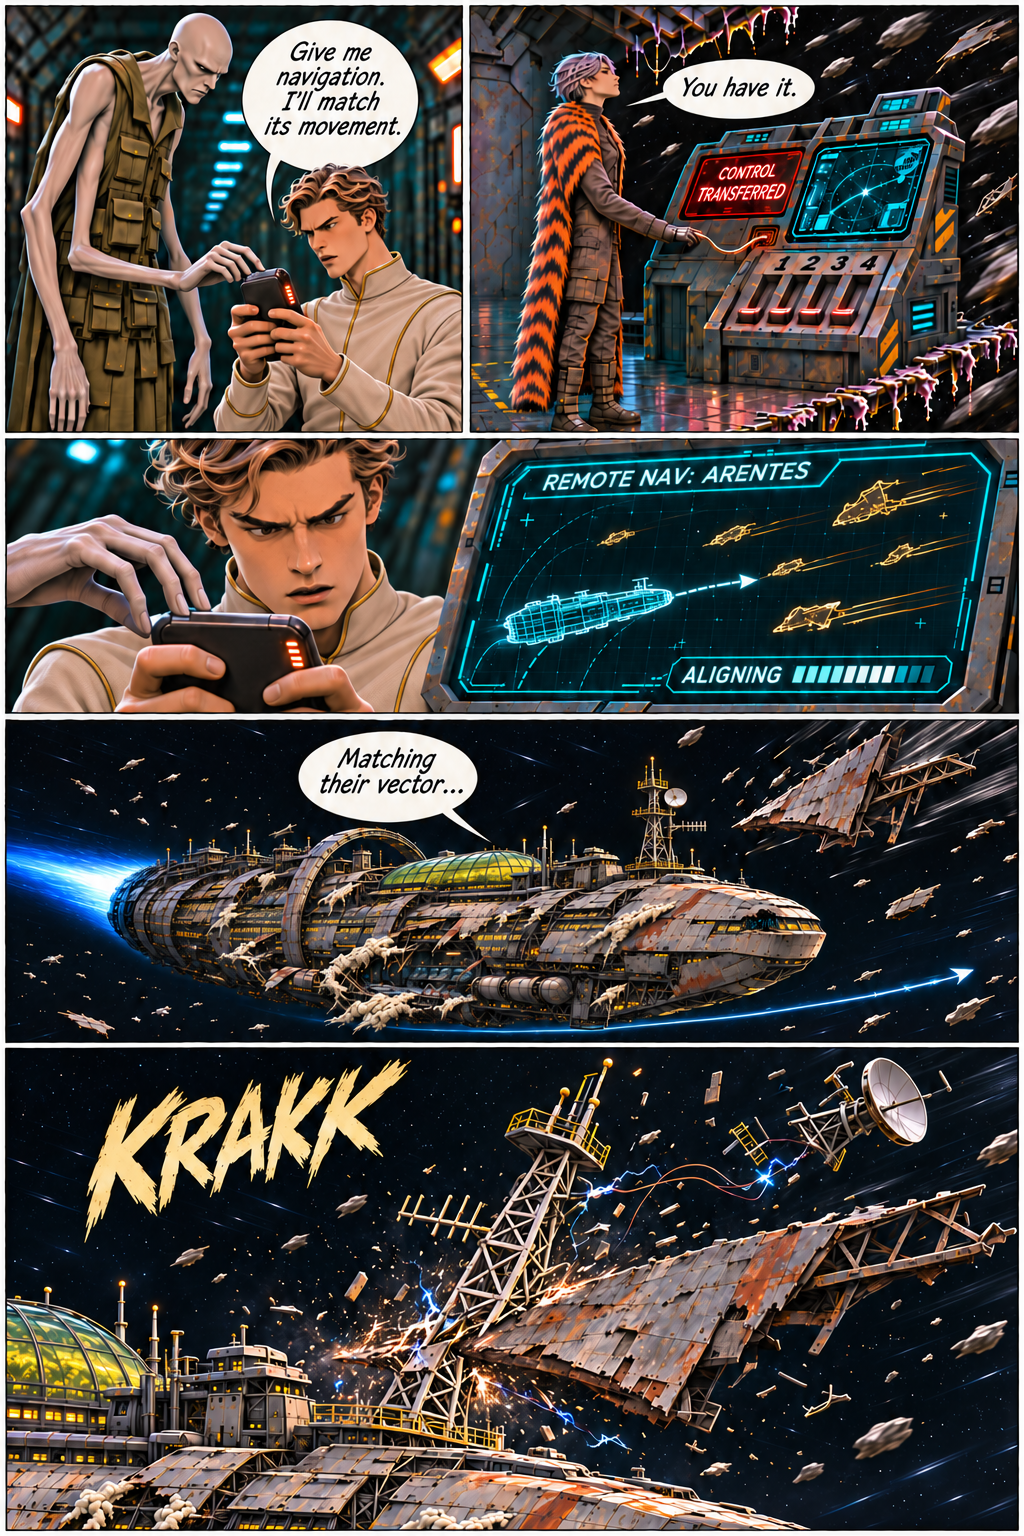 Give me
navigation.
I'll match
its movement.
You have it.
CONTROL
TRANSFERRED
1 2 3 4
REMOTE NAV: ARENTES
ALIGNING
Matching
their vector...
KRAKK